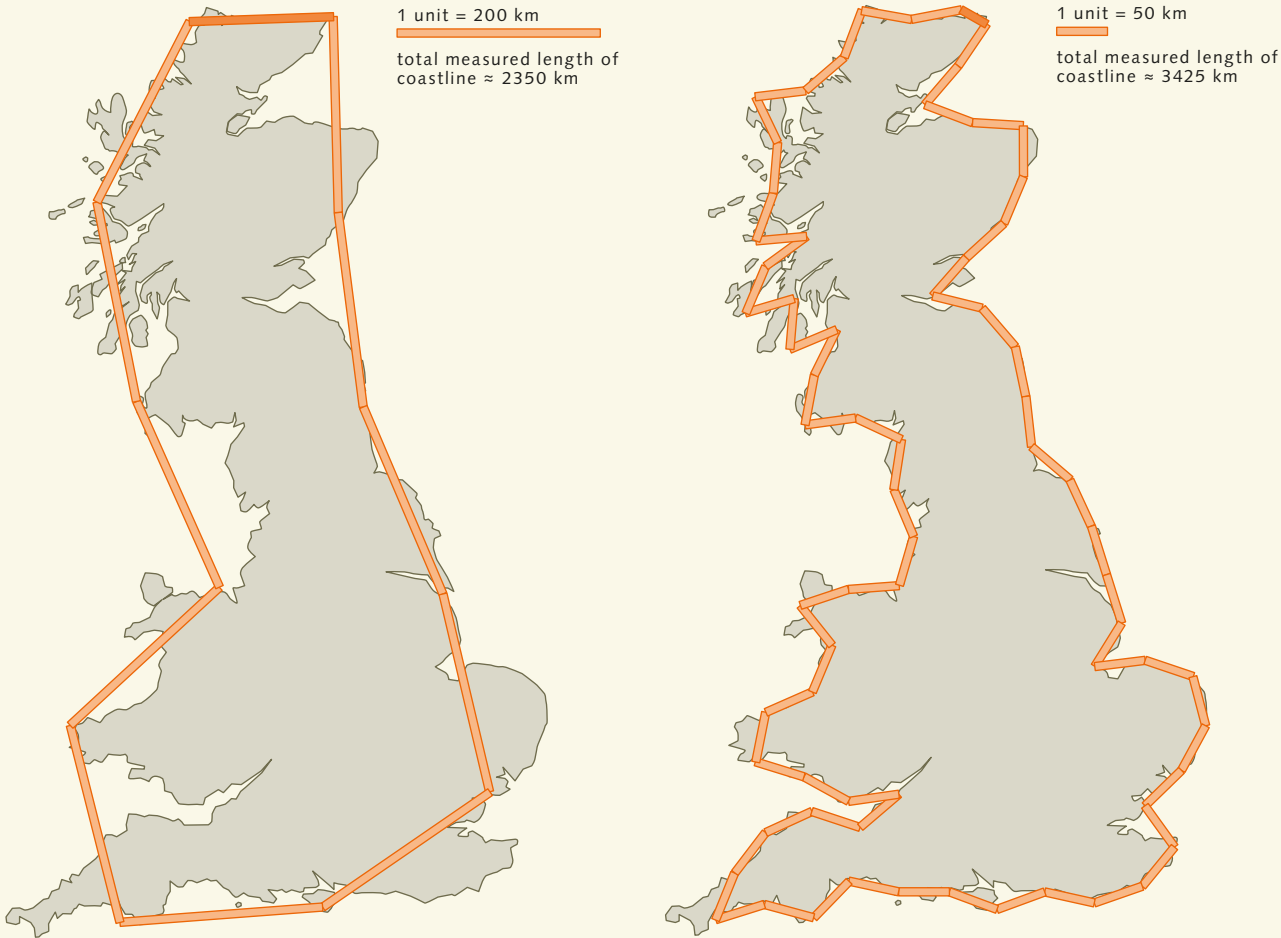 1 unit = 200 km
total measured length of
coastline ≈ 2350 km
1 unit = 50 km
total measured length of
coastline ≈ 3425 km